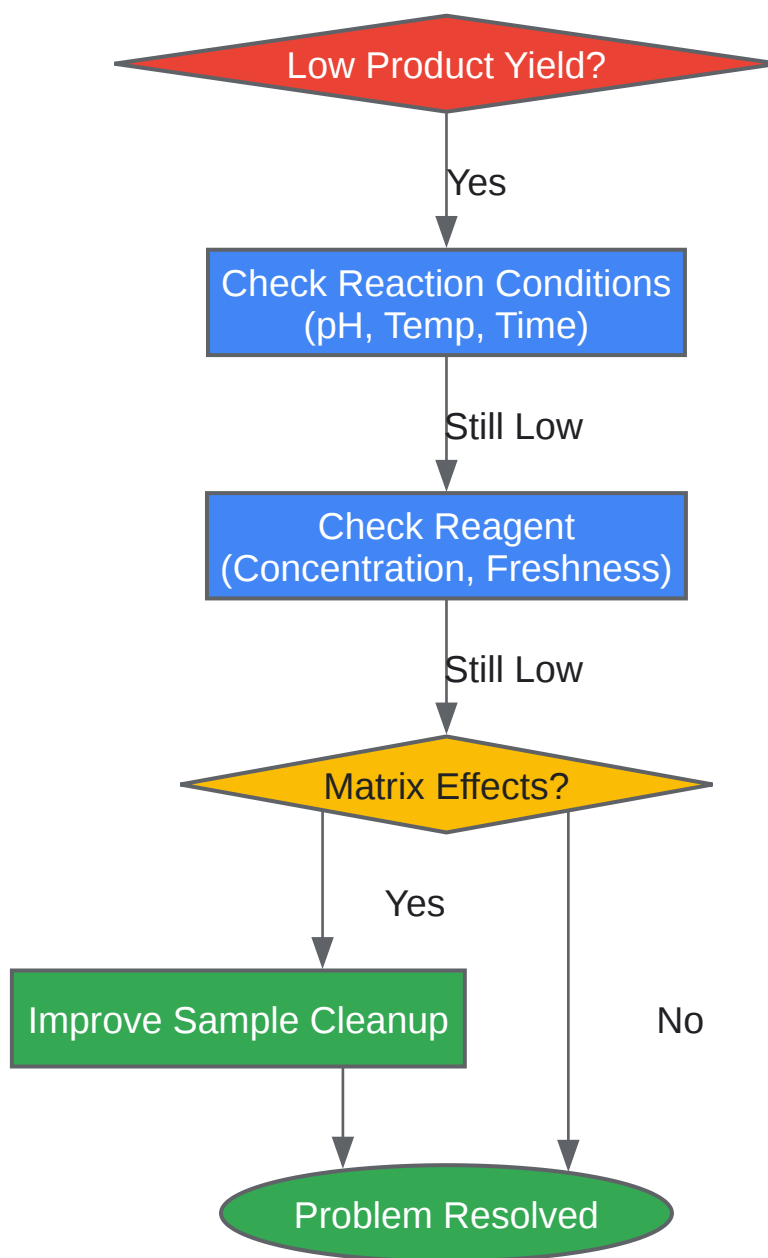 Low Product Yield?
Yes
Check Reaction Conditions
(pH, Temp, Time)
Still Low
Check Reagent
(Concentration, Freshness)
Still Low
Matrix Effects?
Yes
Improve Sample Cleanup
No
Problem Resolved